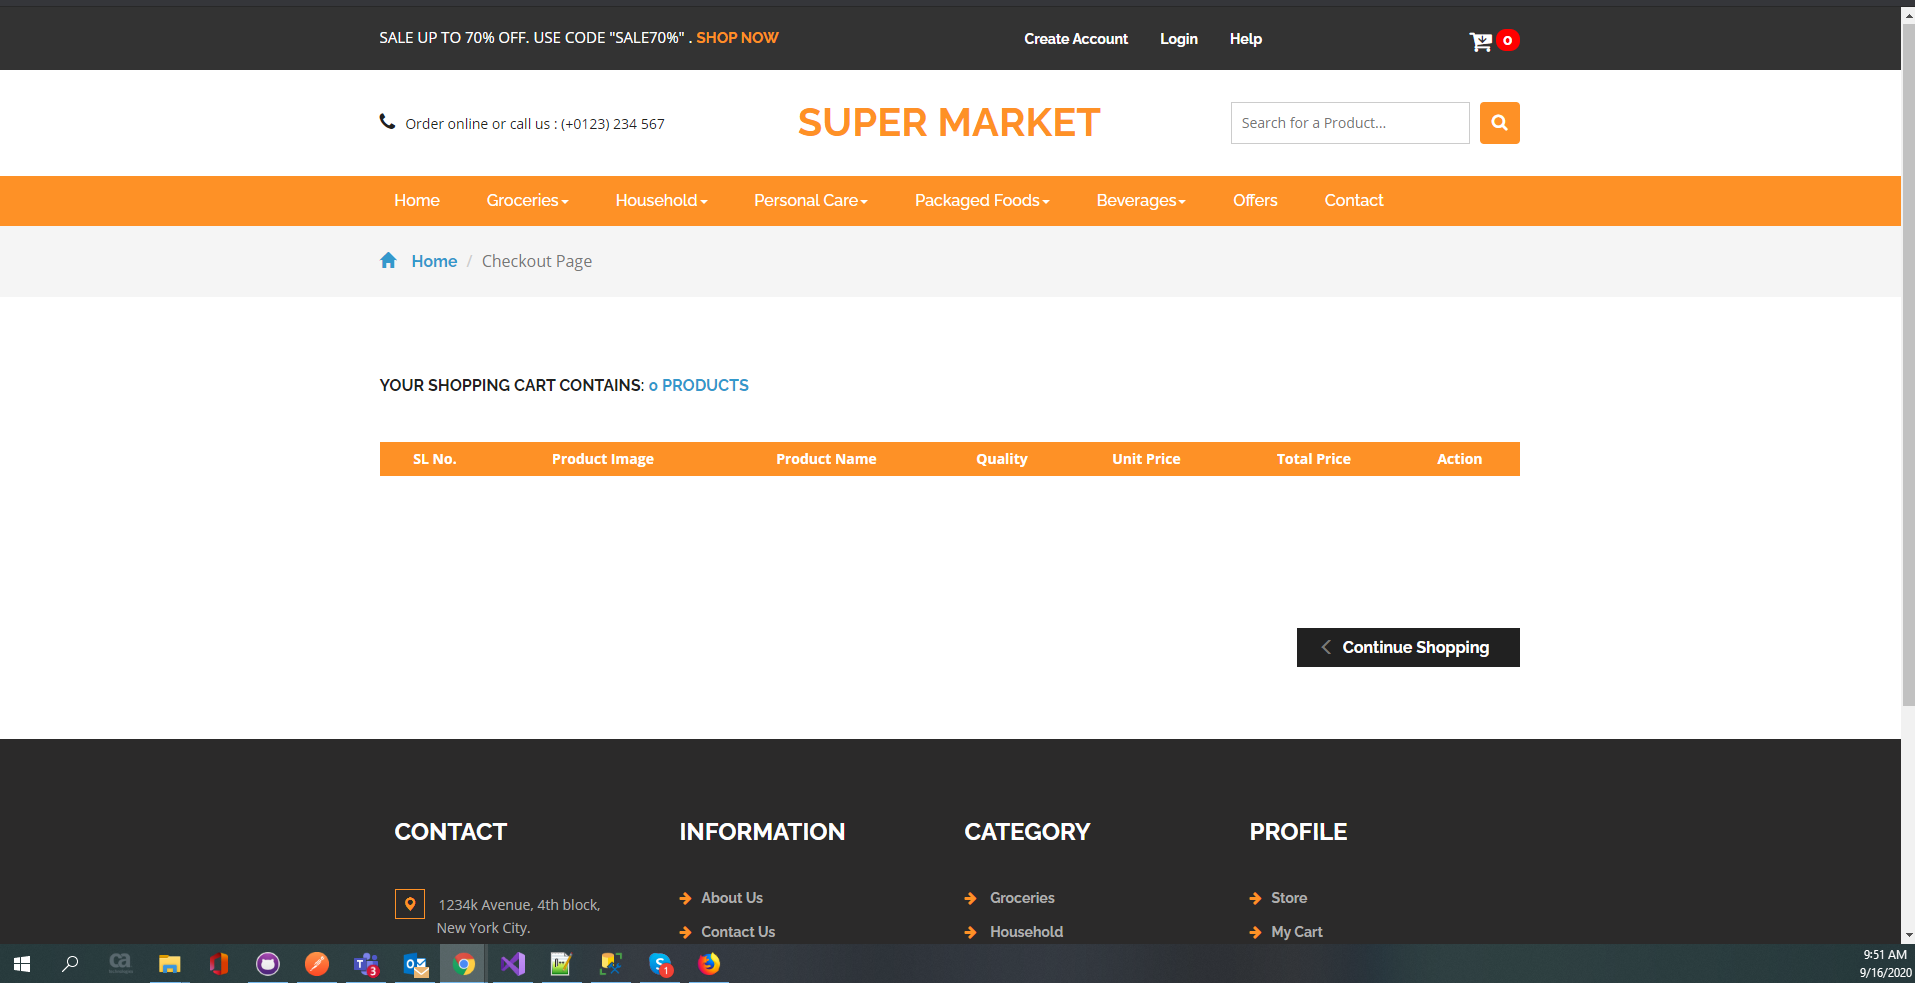 SALE UP TO 70% OFF. USE CODE "SALE70%" . SHOP NOW
Create Account Login Help
0
Order online or call us : (+0123) 234 567
SUPER MARKET
Search for a Product...
Home Groceries Household Personal Care Packaged Foods Beverages Offers Contact
Home / Checkout Page
YOUR SHOPPING CART CONTAINS: 0 PRODUCTS
SL No. Product Image Product Name Quality Unit Price Total Price Action
Continue Shopping
CONTACT INFORMATION CATEGORY PROFILE
1234k Avenue, 4th block,
New York City.
About Us
Contact Us
Groceries
Household
Store
My Cart
ca
3
1
9:51 AM
9/16/2020